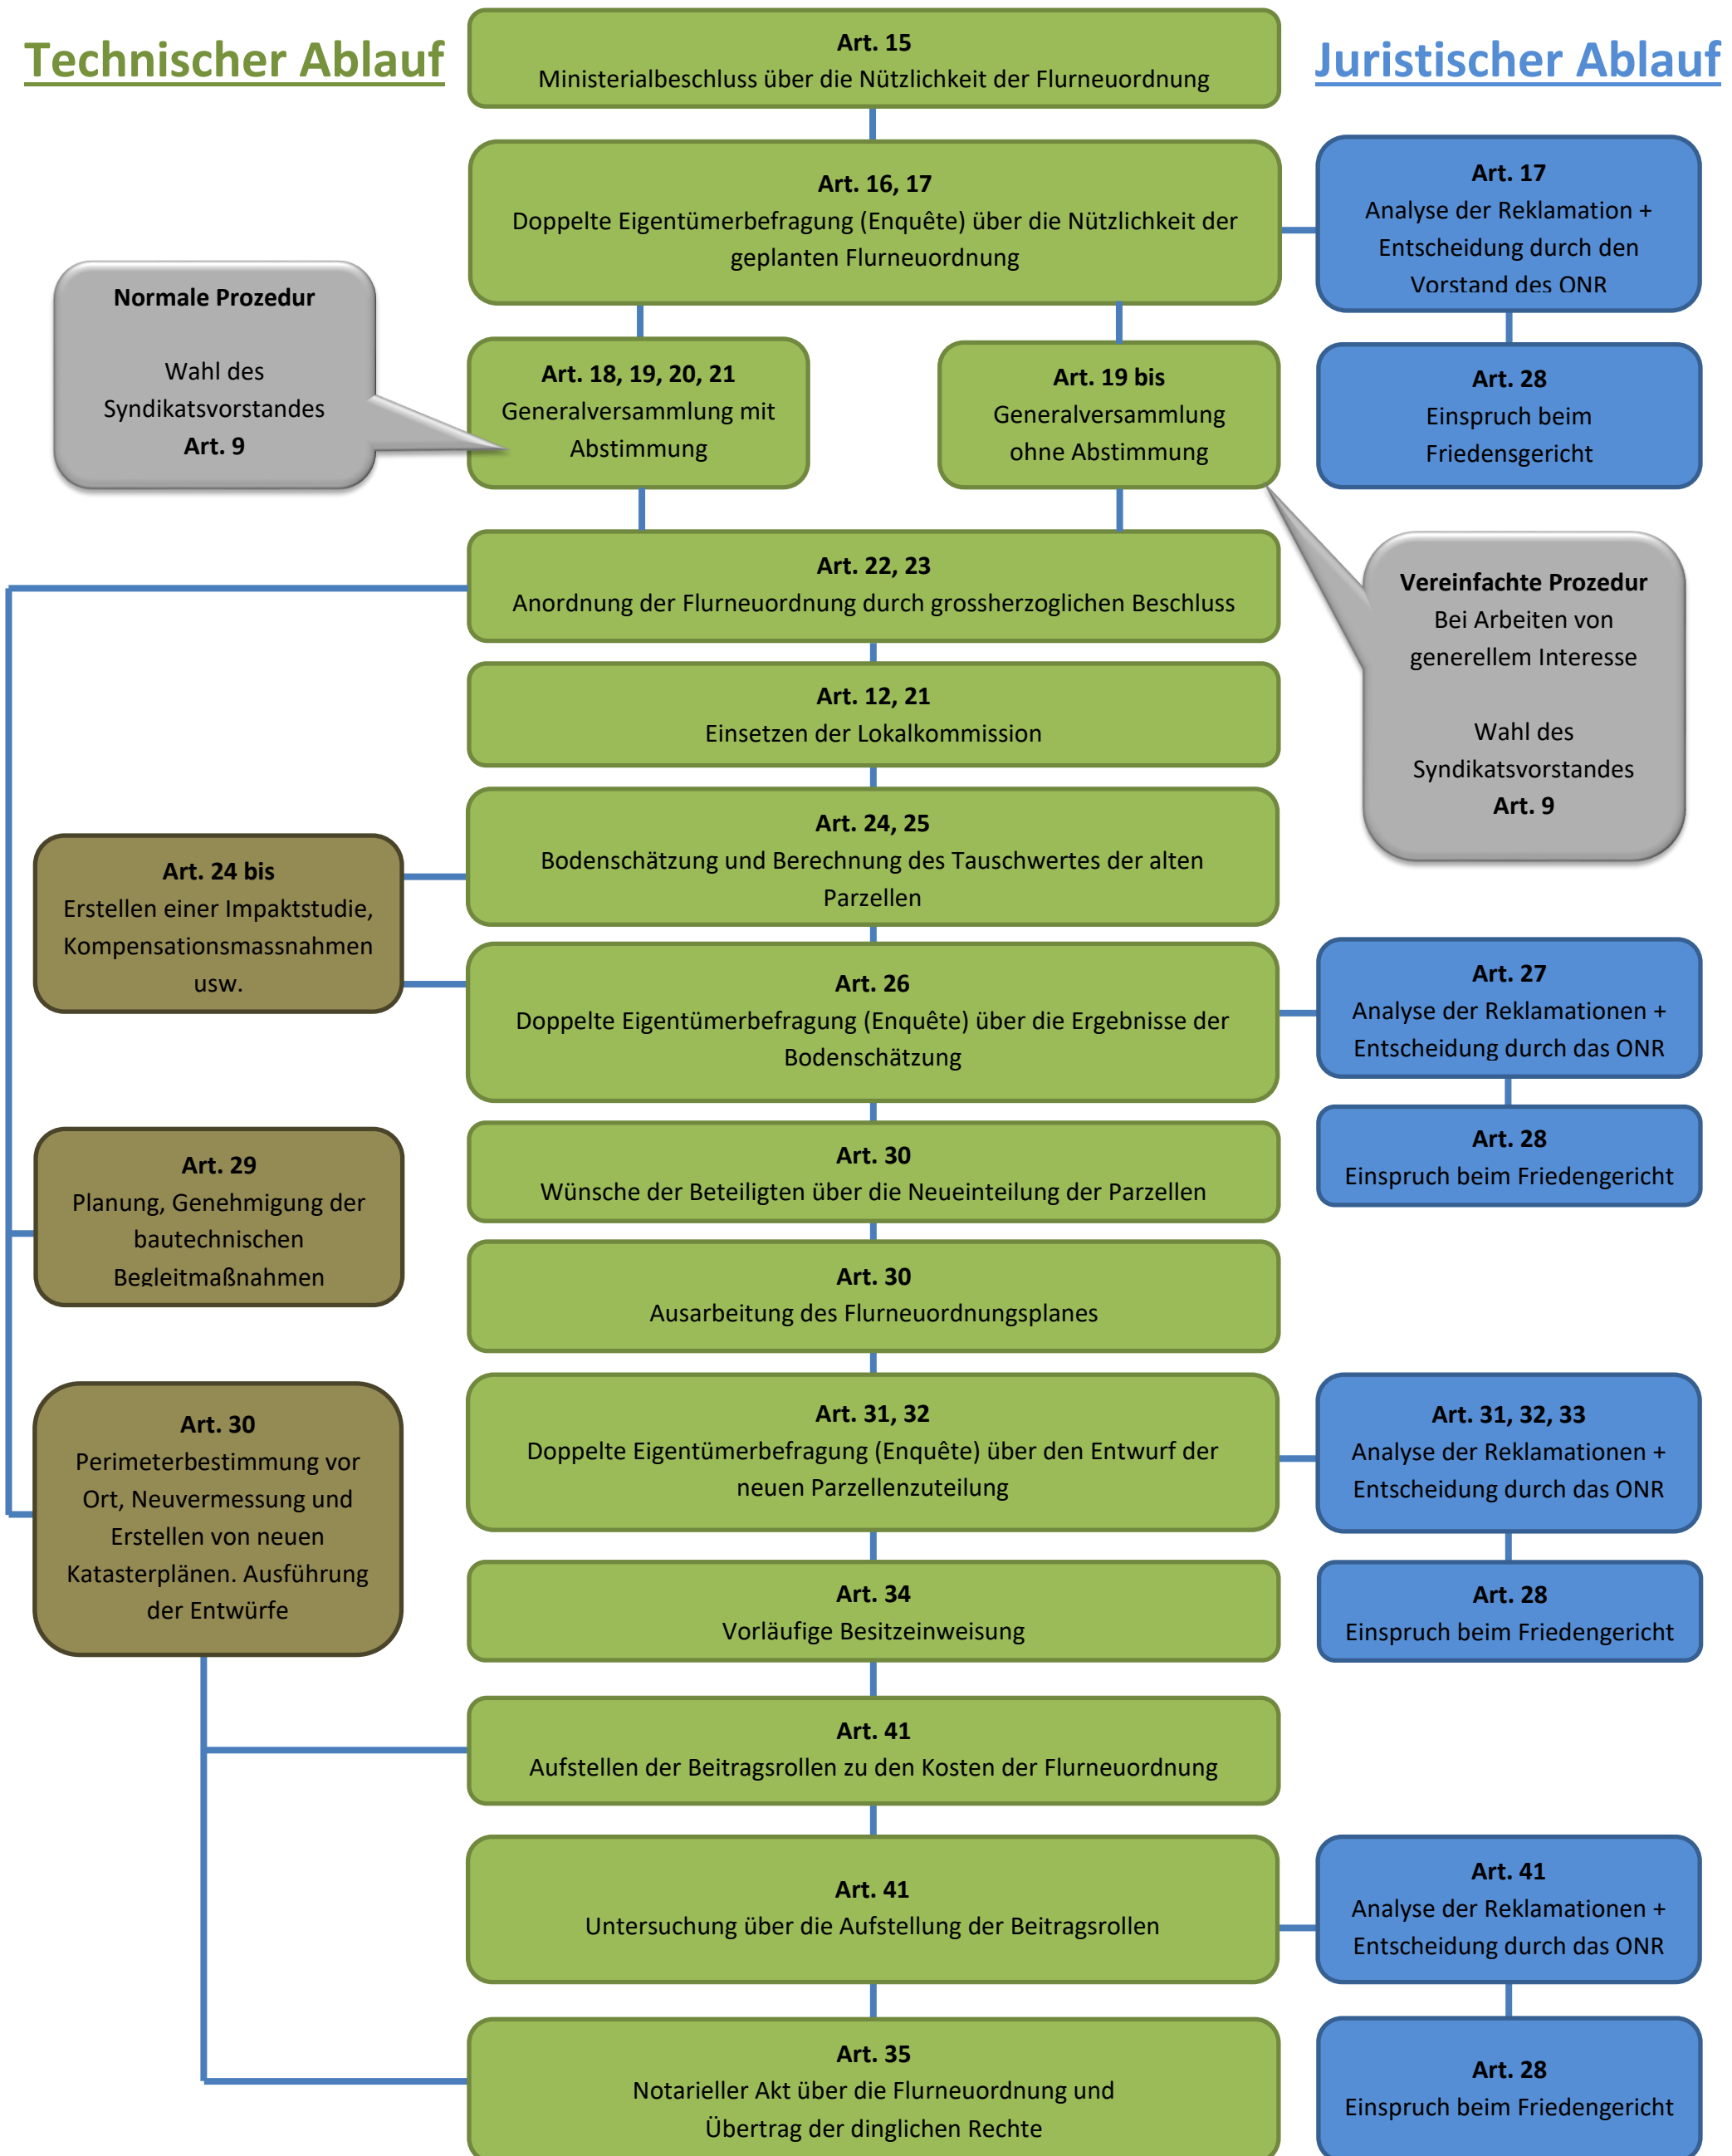 Technischer Ablauf
Juristischer Ablauf
Art. 15
Ministerialbeschluss über die Nützlichkeit der Flurneuordnung
Art. 16, 17
Doppelte Eigentümerbefragung (Enquête) über die Nützlichkeit der
geplanten Flurneuordnung
Art. 17
Analyse der Reklamation +
Entscheidung durch den
Vorstand des ONR
Normale Prozedur
Wahl des
Syndikatsvorstandes
Art. 9
Art. 18, 19, 20, 21
Generalversammlung mit
Abstimmung
Art. 19 bis
Generalversammlung
ohne Abstimmung
Art. 28
Einspruch beim
Friedensgericht
Art. 22, 23
Anordnung der Flurneuordnung durch grossherzoglichen Beschluss
Vereinfachte Prozedur
Bei Arbeiten von
generellem Interesse
Wahl des
Syndikatsvorstandes
Art. 9
Art. 12, 21
Einsetzen der Lokalkommission
Art. 24, 25
Bodenschätzung und Berechnung des Tauschwertes der alten
Parzellen
Art. 24 bis
Erstellen einer Impaktstudie,
Kompensationsmassnahmen
usw.
Art. 26
Doppelte Eigentümerbefragung (Enquête) über die Ergebnisse der
Bodenschätzung
Art. 27
Analyse der Reklamationen +
Entscheidung durch das ONR
Art. 28
Einspruch beim Friedengericht
Art. 29
Planung, Genehmigung der
bautechnischen
Begleitmaßnahmen
Art. 30
Wünsche der Beteiligten über die Neueinteilung der Parzellen
Art. 30
Ausarbeitung des Flurneuordnungsplanes
Art. 30
Perimeterbestimmung vor
Ort, Neuvermessung und
Erstellen von neuen
Katasterplänen. Ausführung
der Entwürfe
Art. 31, 32
Doppelte Eigentümerbefragung (Enquête) über den Entwurf der
neuen Parzellenzuteilung
Art. 31, 32, 33
Analyse der Reklamationen +
Entscheidung durch das ONR
Art. 34
Vorläufige Besitzeinweisung
Art. 28
Einspruch beim Friedengericht
Art. 41
Aufstellen der Beitragsrollen zu den Kosten der Flurneuordnung
Art. 41
Untersuchung über die Aufstellung der Beitragsrollen
Art. 41
Analyse der Reklamationen +
Entscheidung durch das ONR
Art. 35
Notarieller Akt über die Flurneuordnung und
Übertrag der dinglichen Rechte
Art. 28
Einspruch beim Friedengericht